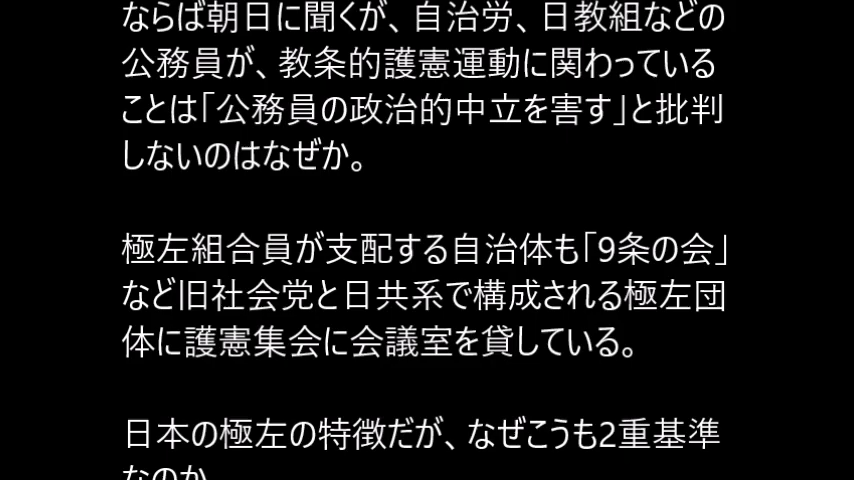 ならば朝日に聞くが、自治労、日教組などの
公務員が、教条的護憲運動に関わっている
ことは「公務員の政治的中立を害す」と批判
しないのはなぜか。
極左組合員が支配する自治体も「9条の会」
など旧社会党と日共系で構成される極左団
体に護憲集会に会議室を貸している。
日本の極左の特徴だが、なぜこうも2重基準
なのか